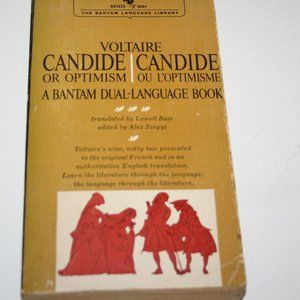 THE BANTAM LANGUAGE LIBRARY
VOLTAIRE
CANDIDE | CANDIDE
OR OPTIMISM | OU L'OPTIMISME
A BANTAM DUAL-LANGUAGE BOOK
translated by Lowell Bair
edited by Alex Szogyi
Voltaire's wise, witty tale presented
in the original French and in an
authoritative English translation.
Learn the literature through the language;
the language through the literature.